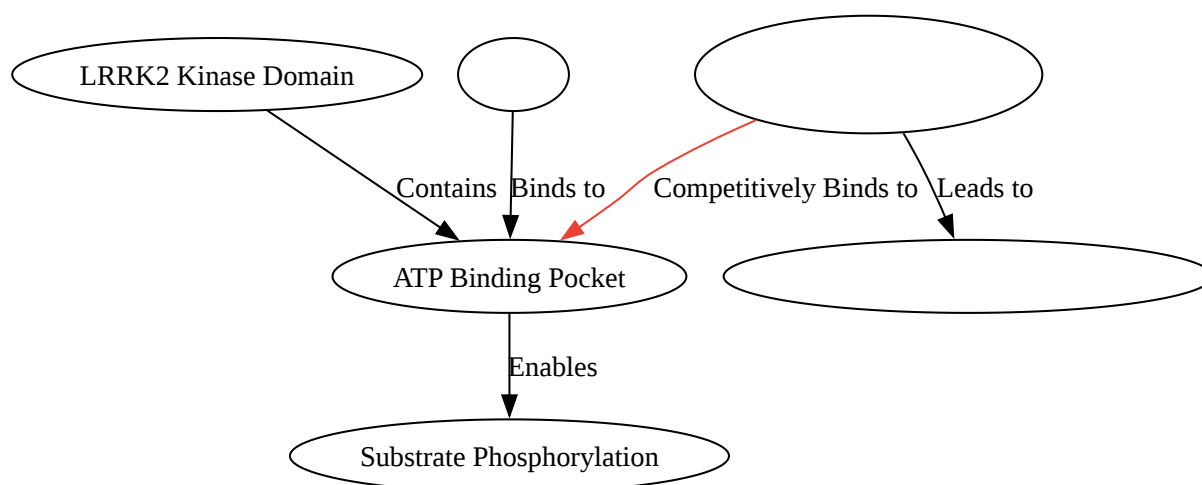 LRRK2 Kinase Domain
Contains
Binds to
Competitively Binds to
Leads to
ATP Binding Pocket
Enables
Substrate Phosphorylation